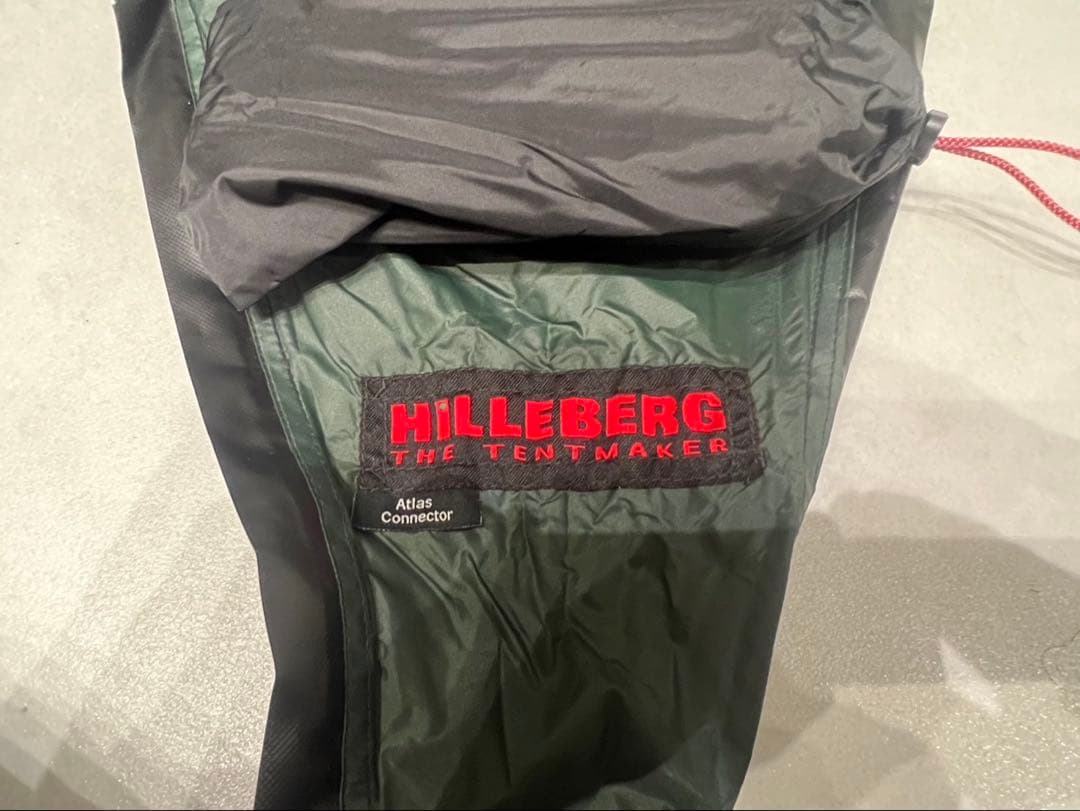 HiLLEBERG
THE TENTMAKER
Atlas
Connector